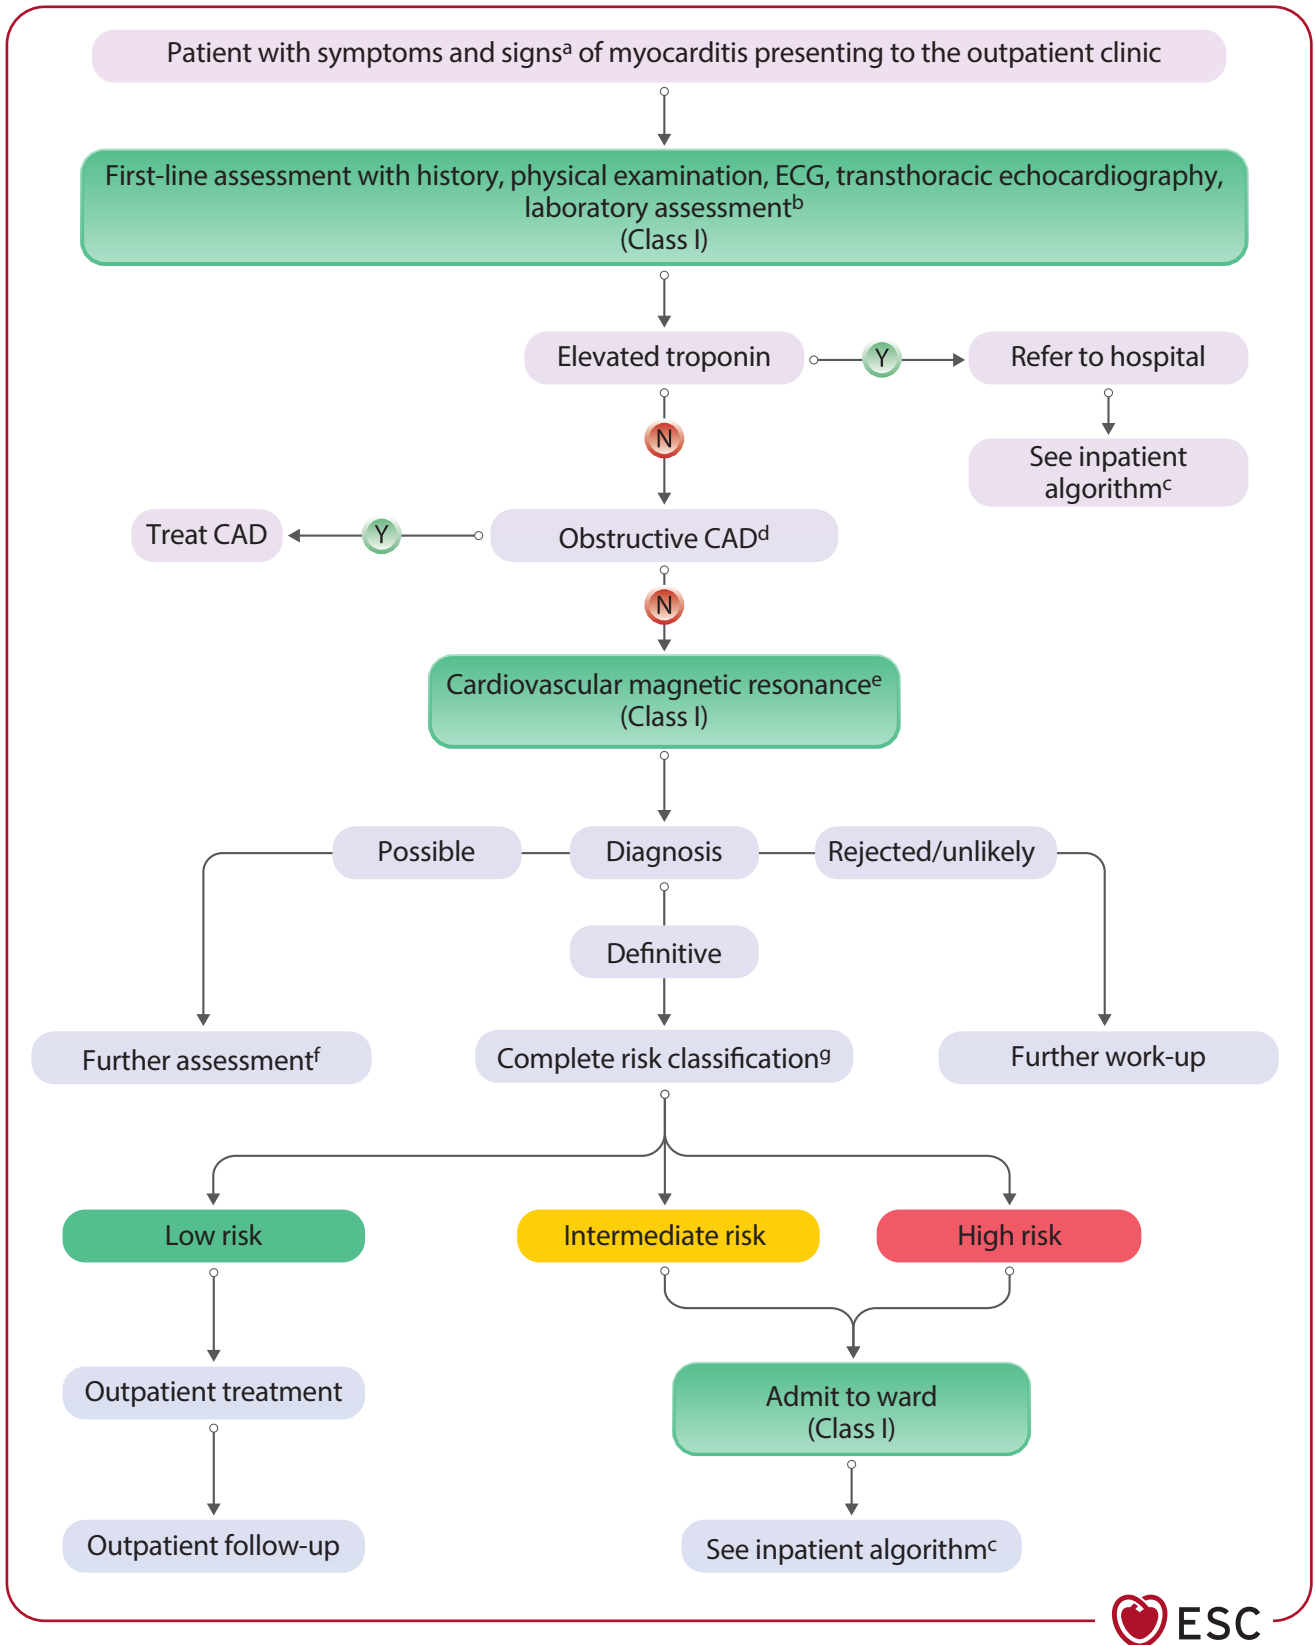 Patient with symptoms and signsᵃ of myocarditis presenting to the outpatient clinic
First-line assessment with history, physical examination, ECG, transthoracic echocardiography,
laboratory assessmentᵇ
(Class I)
Elevated troponin
Y
Refer to hospital
N
See inpatient
algorithmᶜ
Treat CAD
Y
Obstructive CADᵈ
N
Cardiovascular magnetic resonanceᵉ
(Class I)
Possible
Diagnosis
Rejected/unlikely
Definitive
Further assessmentᶠ
Complete risk classificationᵍ
Further work-up
Low risk
Intermediate risk
High risk
Outpatient treatment
Admit to ward
(Class I)
Outpatient follow-up
See inpatient algorithmᶜ
ESC